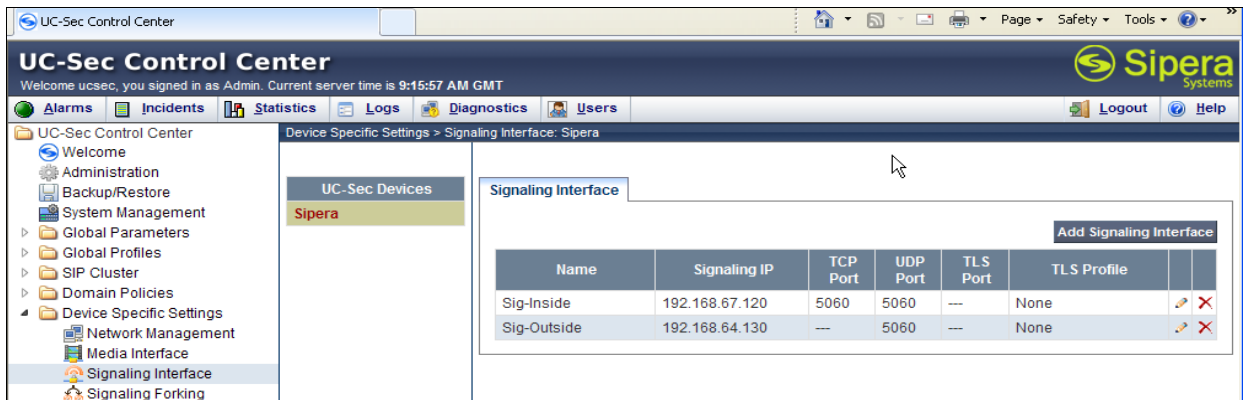 UC-Sec Control Center
Page Safety Tools
UC-Sec Control Center
Welcome ucsec, you signed in as Admin. Current server time is 9:15:57 AM GMT
Sipera
Systems
Alarms Incidents Statistics Logs Diagnostics Users Logout Help
UC-Sec Control Center
Welcome
Administration
Backup/Restore
System Management
Global Parameters
Global Profiles
SIP Cluster
Domain Policies
Device Specific Settings
Network Management
Media Interface
Signaling Interface
Signaling Forking
Device Specific Settings > Signaling Interface: Sipera
UC-Sec Devices
Sipera
Signaling Interface
Add Signaling Interface
Name Signaling IP TCP Port UDP Port TLS Port TLS Profile
Sig-Inside 192.168.67.120 5060 5060 --- None
Sig-Outside 192.168.64.130 --- 5060 --- None